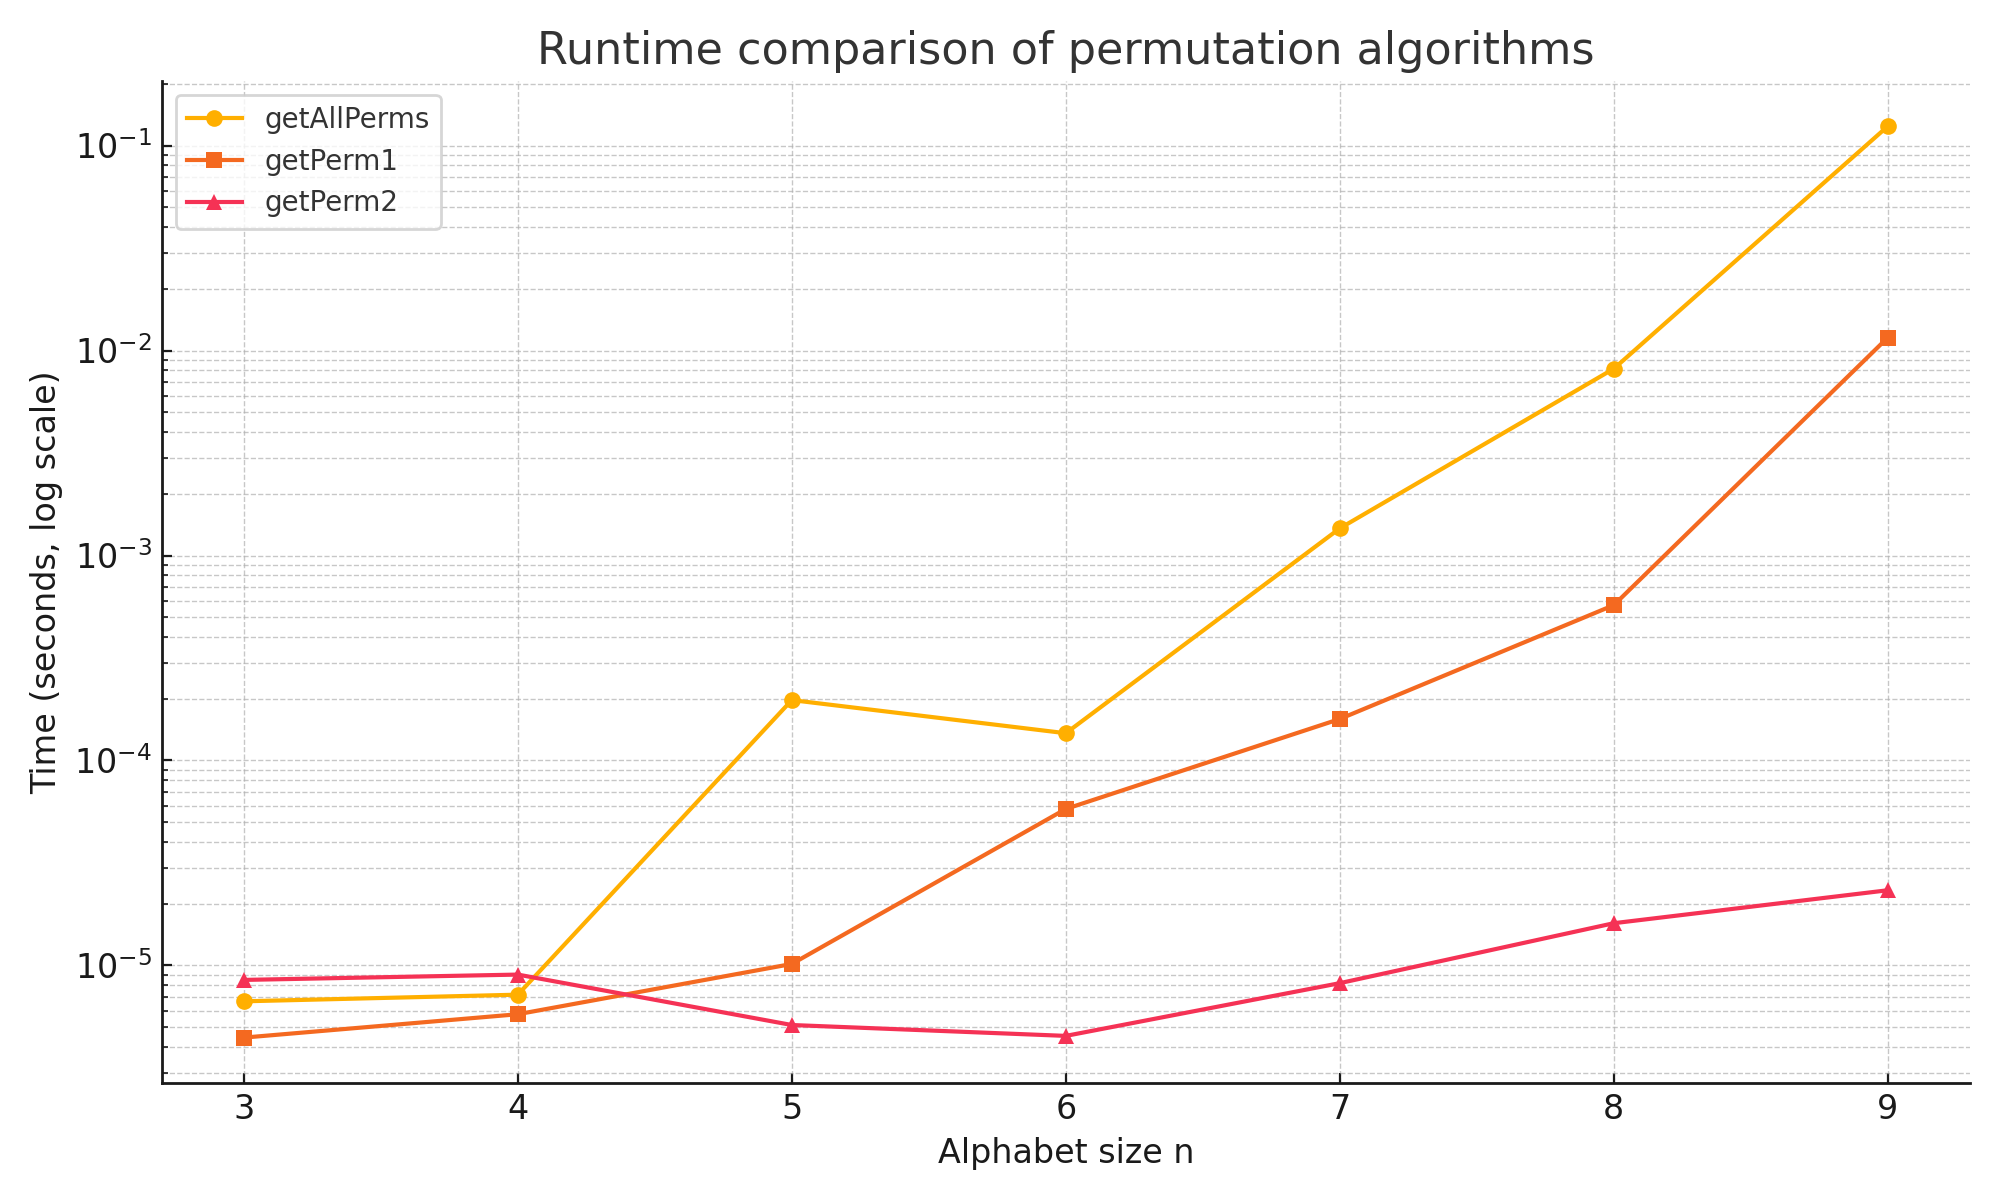 Runtime comparison of permutation algorithms
getAllPerms
getPerm1
getPerm2
Time (seconds, log scale)
10⁻¹
10⁻²
10⁻³
10⁻⁴
10⁻⁵
3 4 5 6 7 8 9
Alphabet size n